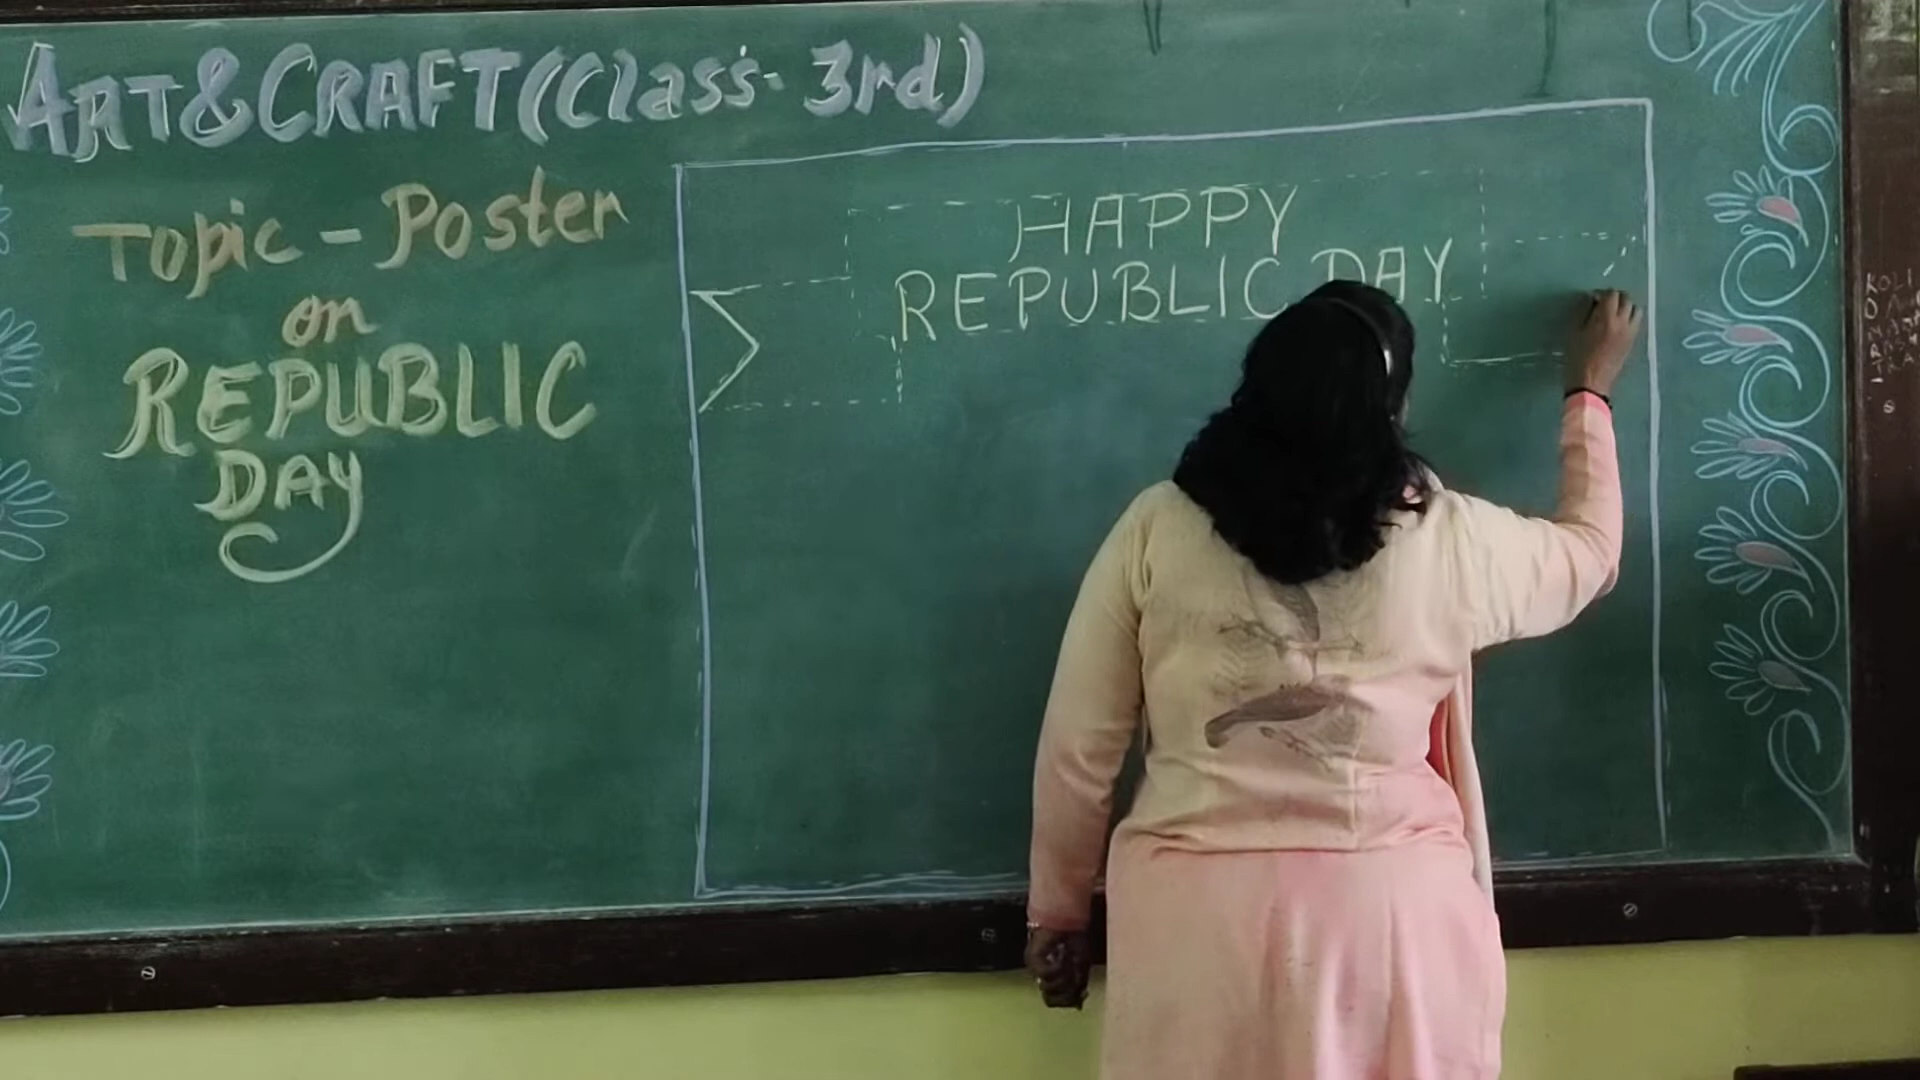 ART&CRAFT(Class- 3rd)
Topic - Poster
on
REPUBLIC
DAY
HAPPY
REPUBLIC DAY